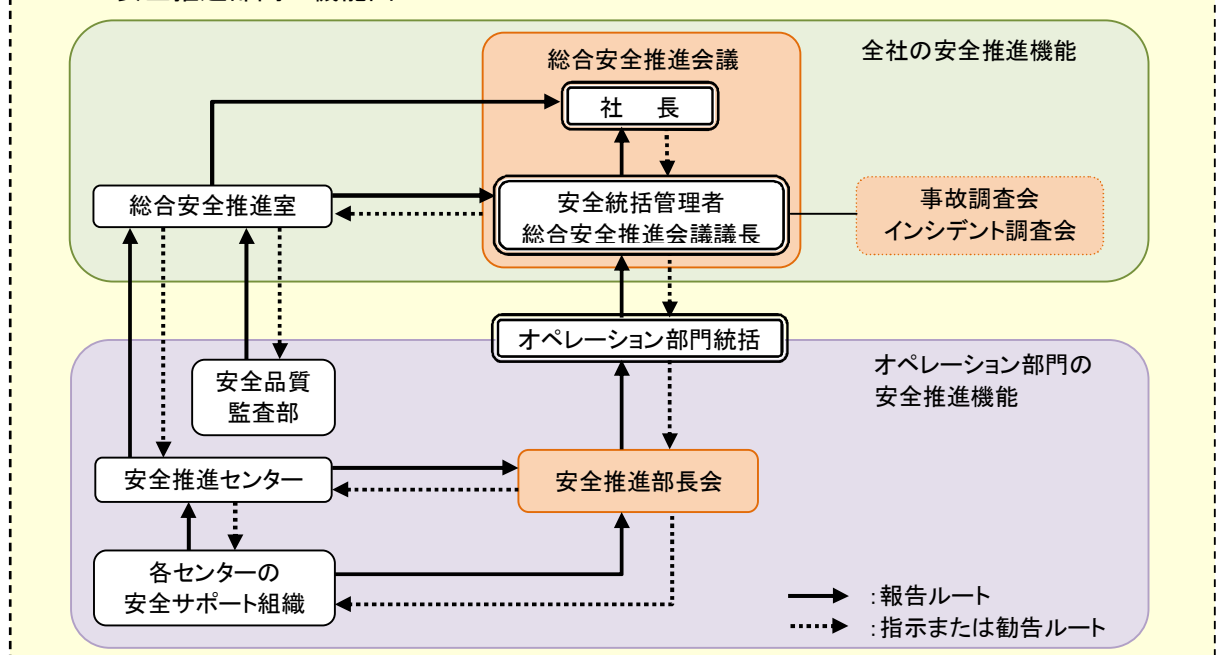 総合安全推進会議
全社の安全推進機能
社　長
総合安全推進室
安全統括管理者
総合安全推進会議議長
事故調査会
インシデント調査会
オペレーション部門統括
オペレーション部門の
安全推進機能
安全品質
監査部
安全推進センター
安全推進部長会
各センターの
安全サポート組織
：報告ルート
：指示または勧告ルート